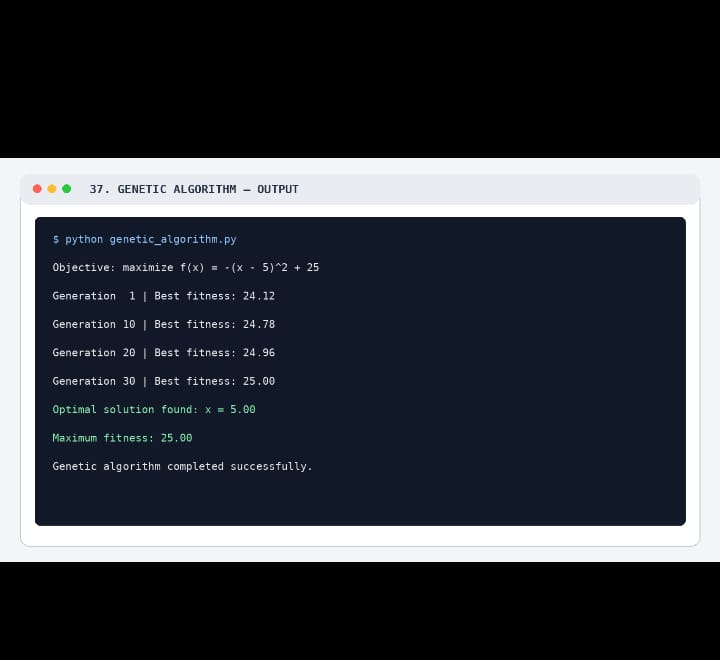 37. GENETIC ALGORITHM — OUTPUT
$ python genetic_algorithm.py
Objective: maximize f(x) = -(x - 5)^2 + 25
Generation  1 | Best fitness: 24.12
Generation 10 | Best fitness: 24.78
Generation 20 | Best fitness: 24.96
Generation 30 | Best fitness: 25.00
Optimal solution found: x = 5.00
Maximum fitness: 25.00
Genetic algorithm completed successfully.